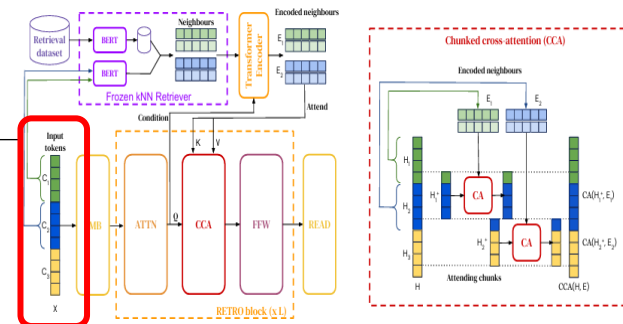 Retrieval
dataset
BERT
BERT
Frozen kNN Retriever
Neighbours
Transformer
Encoder
Encoded neighbours
E1
E2
Condition
Attend
Input
tokens
C1
C2
C3
X
MB
ATTN
Q
K
V
CCA
FFW
READ
RETRO block (x L)
Chunked cross-attention (CCA)
Encoded neighbours
E1
E2
H1
H2
H3
H
H1+
CA
CA(H1+, E1)
H2+
CA
CA(H2+, E2)
Attending chunks
CCA(H, E)